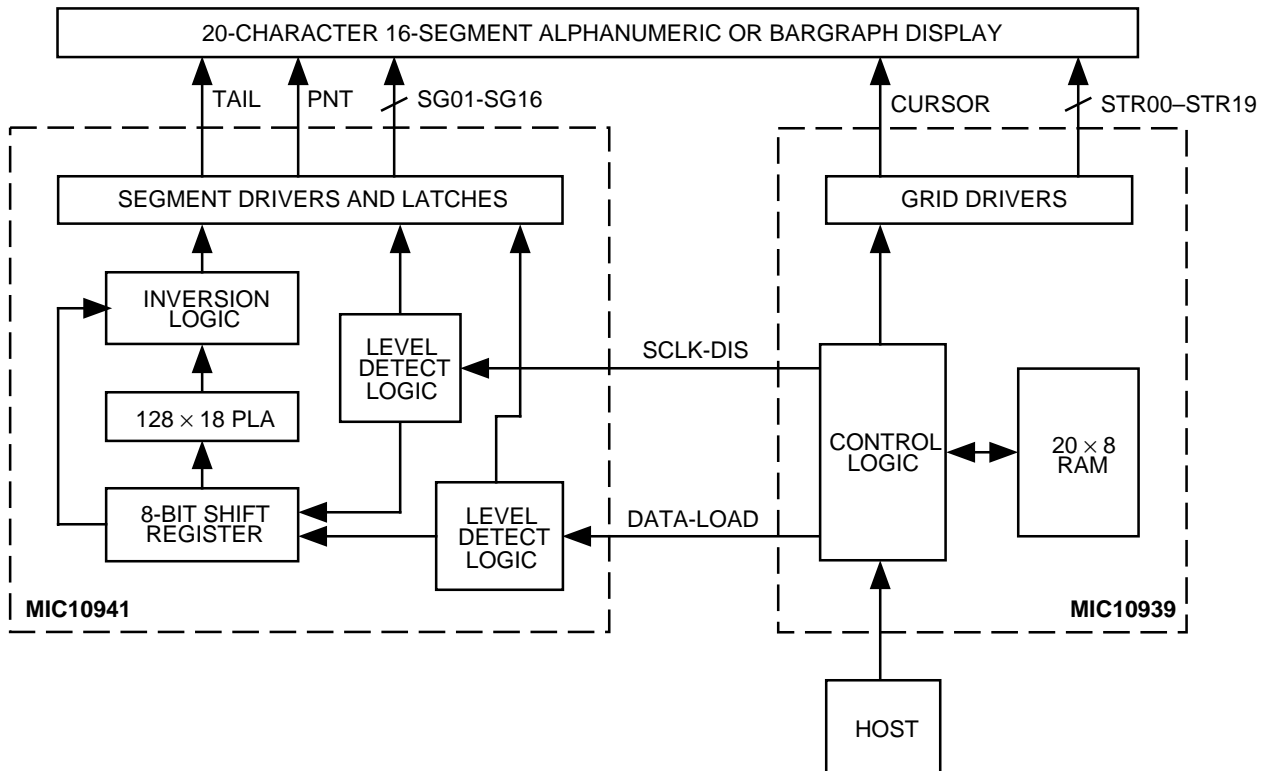 20-CHARACTER 16-SEGMENT ALPHANUMERIC OR BARGRAPH DISPLAY
TAIL
PNT
SG01-SG16
CURSOR
STR00–STR19
SEGMENT DRIVERS AND LATCHES
GRID DRIVERS
INVERSION
LOGIC
LEVEL
DETECT
LOGIC
SCLK-DIS
128 × 18 PLA
CONTROL
LOGIC
20 × 8
RAM
8-BIT SHIFT
REGISTER
LEVEL
DETECT
LOGIC
DATA-LOAD
MIC10941
MIC10939
HOST